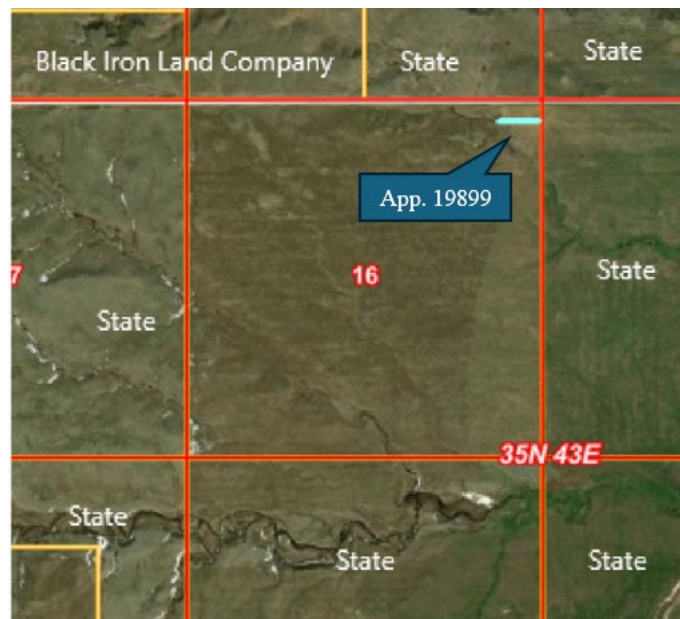 Black Iron Land Company
State
State
App. 19899
7
16
State
State
35N 43E
State
State
State